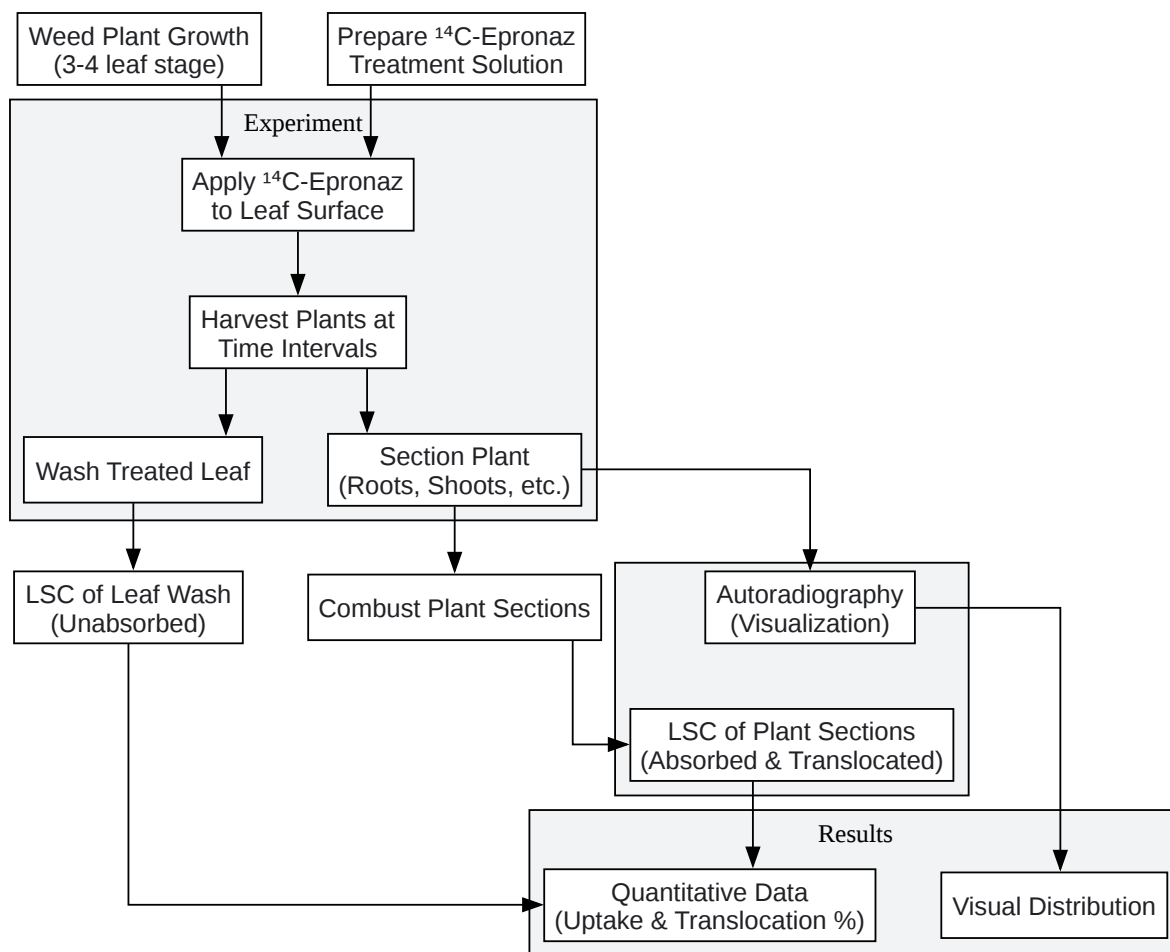 Weed Plant Growth
(3-4 leaf stage)
Prepare ¹⁴C-Epronaz
Treatment Solution
Experiment
Apply ¹⁴C-Epronaz
to Leaf Surface
Harvest Plants at
Time Intervals
Wash Treated Leaf
Section Plant
(Roots, Shoots, etc.)
LSC of Leaf Wash
(Unabsorbed)
Combust Plant Sections
Autoradiography
(Visualization)
LSC of Plant Sections
(Absorbed & Translocated)
Results
Quantitative Data
(Uptake & Translocation %)
Visual Distribution